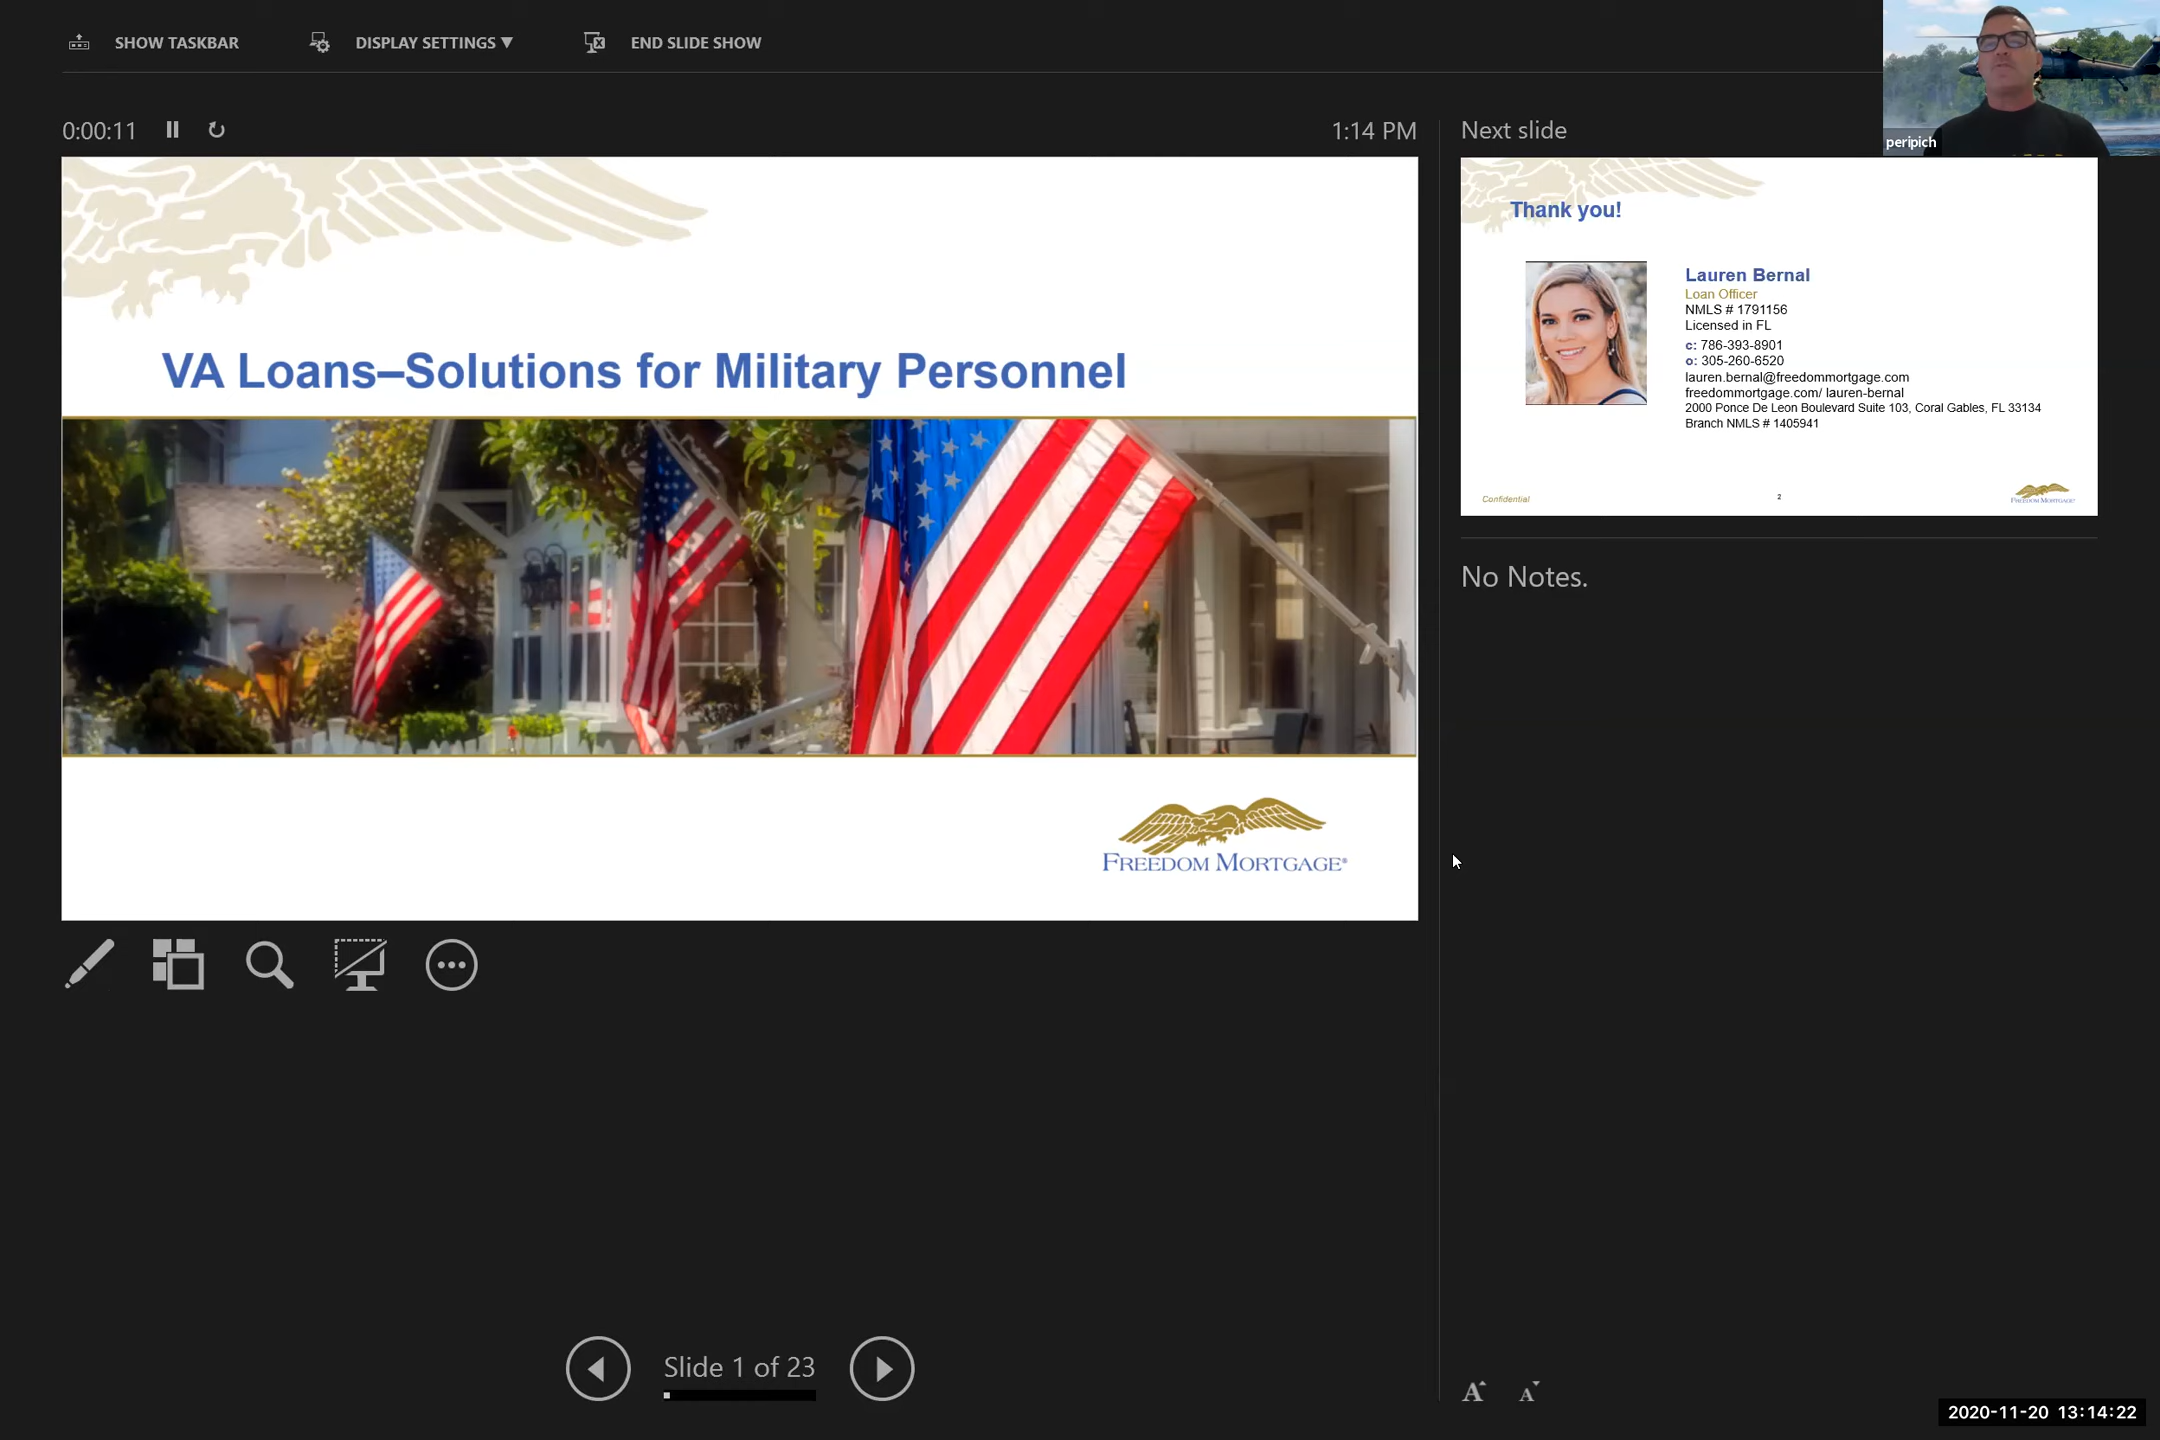 SHOW TASKBAR
DISPLAY SETTINGS ▼
END SLIDE SHOW
peripich
0:00:11
1:14 PM
Next slide
VA Loans–Solutions for Military Personnel
FREEDOM MORTGAGE®
Thank you!
Lauren Bernal
Loan Officer
NMLS # 1791156
Licensed in FL
c: 786-393-8901
o: 305-260-6520
lauren.bernal@freedommortgage.com
freedommortgage.com/ lauren-bernal
2000 Ponce De Leon Boulevard Suite 103, Coral Gables, FL 33134
Branch NMLS # 1405941
Confidential
2
FREEDOM MORTGAGE
No Notes.
Slide 1 of 23
A A
2020-11-20 13:14:22